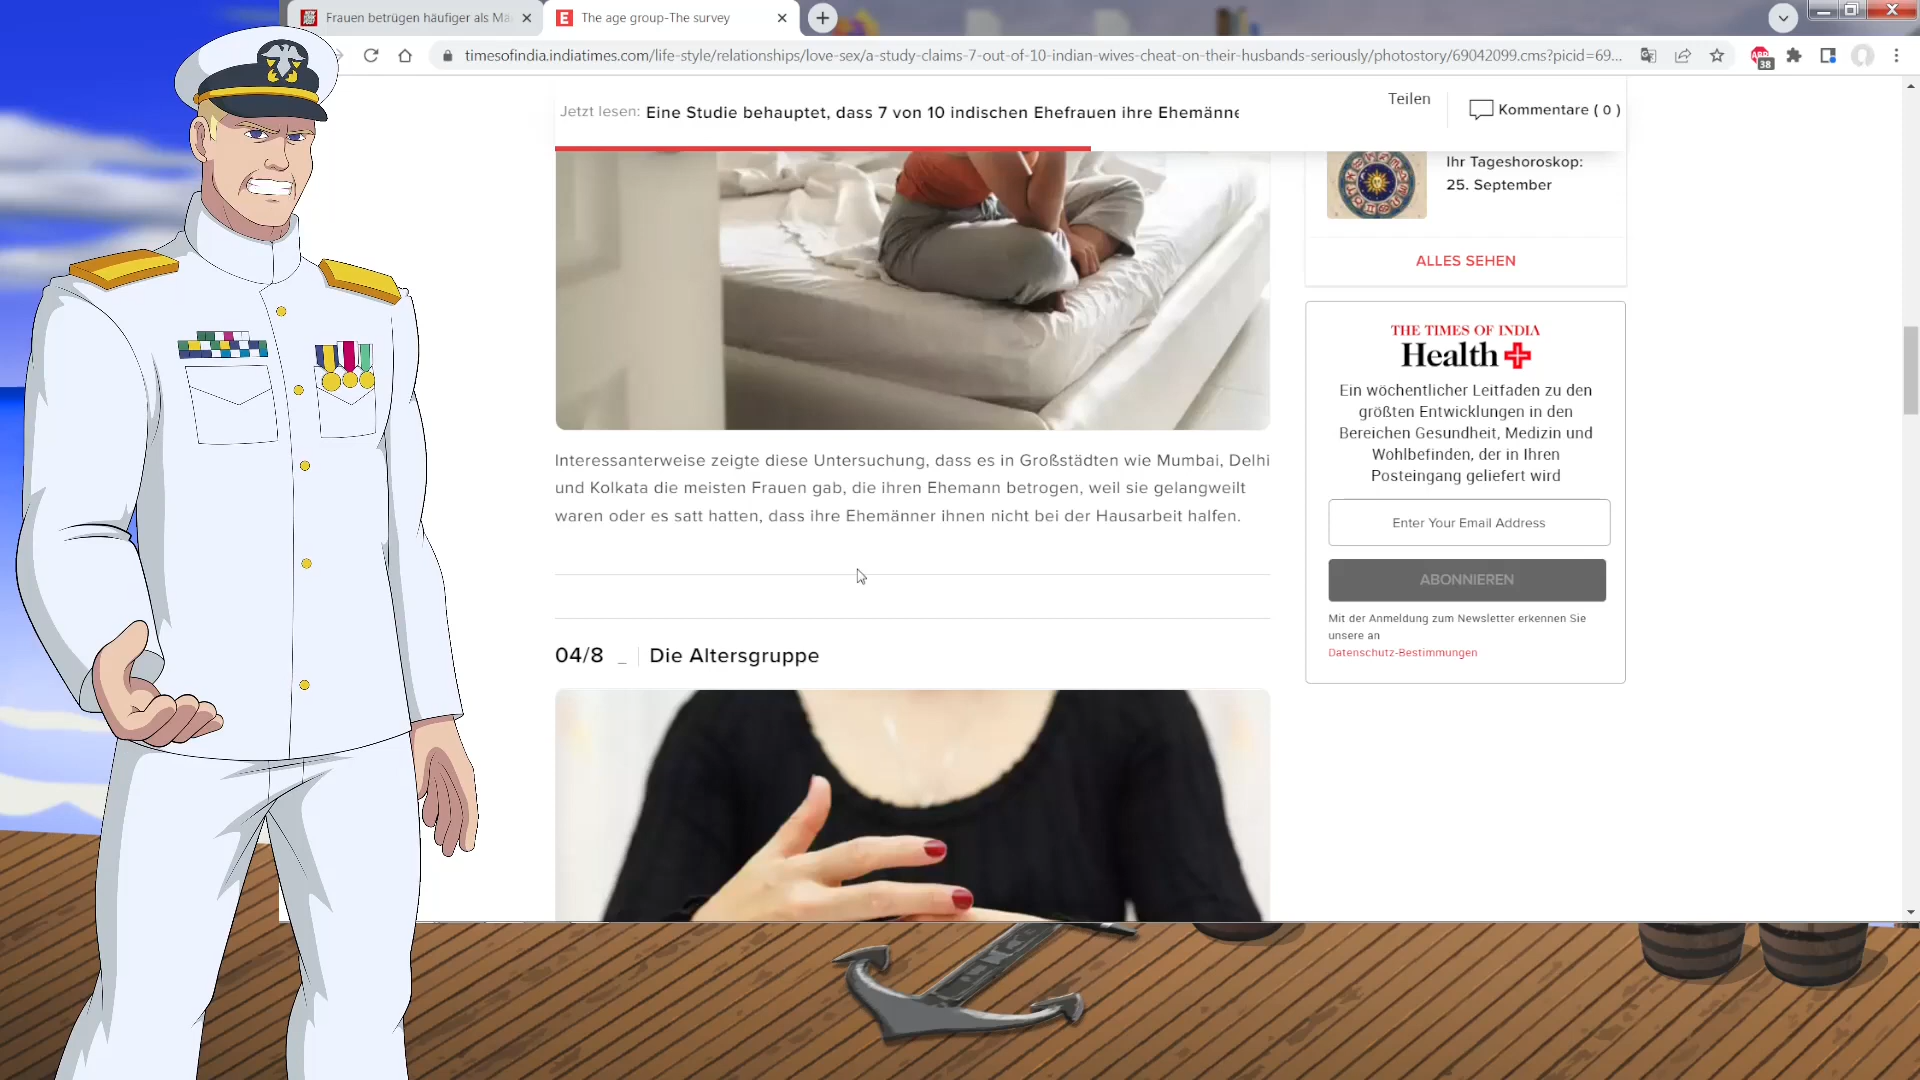 Frauen betrügen häufiger als Mä
The age group-The survey
timesofindia.indiatimes.com/life-style/relationships/love-sex/a-study-claims-7-out-of-10-indian-wives-cheat-on-their-husbands-seriously/photostory/69042099.cms?picid=69...
ABP
38
Jetzt lesen: Eine Studie behauptet, dass 7 von 10 indischen Ehefrauen ihre Ehemänne
Teilen
Kommentare ( 0 )
Ihr Tageshoroskop:
25. September
ALLES SEHEN
THE TIMES OF INDIA
Health
Ein wöchentlicher Leitfaden zu den
größten Entwicklungen in den
Bereichen Gesundheit, Medizin und
Wohlbefinden, der in Ihren
Posteingang geliefert wird
Enter Your Email Address
ABONNIEREN
Mit der Anmeldung zum Newsletter erkennen Sie
unsere an
Datenschutz-Bestimmungen
Interessanterweise zeigte diese Untersuchung, dass es in Großstädten wie Mumbai, Delhi
und Kolkata die meisten Frauen gab, die ihren Ehemann betrogen, weil sie gelangweilt
waren oder es satt hatten, dass ihre Ehemänner ihnen nicht bei der Hausarbeit halfen.
04/8 _ Die Altersgruppe